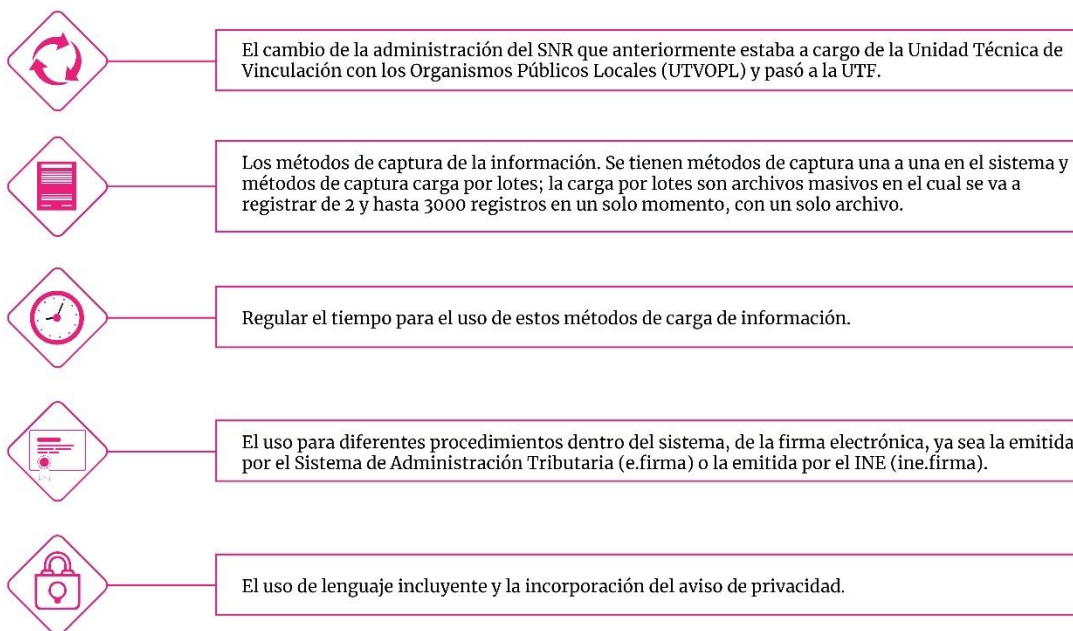 El cambio de la administración del SNR que anteriormente estaba a cargo de la Unidad Técnica de
Vinculación con los Organismos Públicos Locales (UTVOPL) y pasó a la UTF.
Los métodos de captura de la información. Se tienen métodos de captura una a una en el sistema y
métodos de captura carga por lotes; la carga por lotes son archivos masivos en el cual se va a
registrar de 2 y hasta 3000 registros en un solo momento, con un solo archivo.
Regular el tiempo para el uso de estos métodos de carga de información.
El uso para diferentes procedimientos dentro del sistema, de la firma electrónica, ya sea la emitida
por el Sistema de Administración Tributaria (e.firma) o la emitida por el INE (ine.firma).
El uso de lenguaje incluyente y la incorporación del aviso de privacidad.